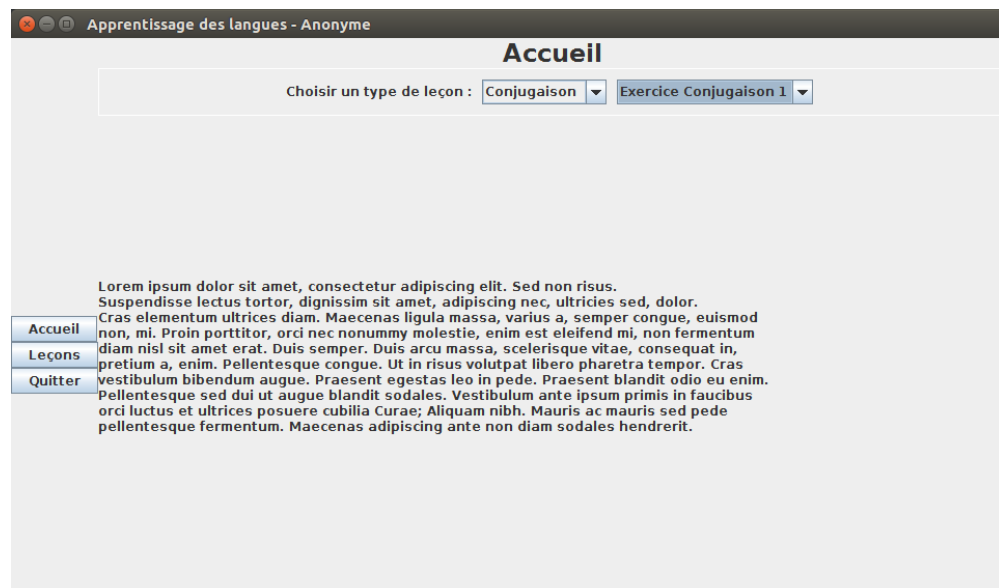 Apprentissage des langues - Anonyme
Accueil
Choisir un type de leçon : Conjugaison Exercice Conjugaison 1
Accueil
Leçons
Quitter
Lorem ipsum dolor sit amet, consectetur adipiscing elit. Sed non risus.
Suspendisse lectus tortor, dignissim sit amet, adipiscing nec, ultricies sed, dolor.
Cras elementum ultrices diam. Maecenas ligula massa, varius a, semper congue, euismod
non, mi. Proin porttitor, orci nec nonummy molestie, enim est eleifend mi, non fermentum
diam nisl sit amet erat. Duis semper. Duis arcu massa, scelerisque vitae, consequat in,
pretium a, enim. Pellentesque congue. Ut in risus volutpat libero pharetra tempor. Cras
vestibulum bibendum augue. Praesent egestas leo in pede. Praesent blandit odio eu enim.
Pellentesque sed dui ut augue blandit sodales. Vestibulum ante ipsum primis in faucibus
orci luctus et ultrices posuere cubilia Curae; Aliquam nibh. Mauris ac mauris sed pede
pellentesque fermentum. Maecenas adipiscing ante non diam sodales hendrerit.